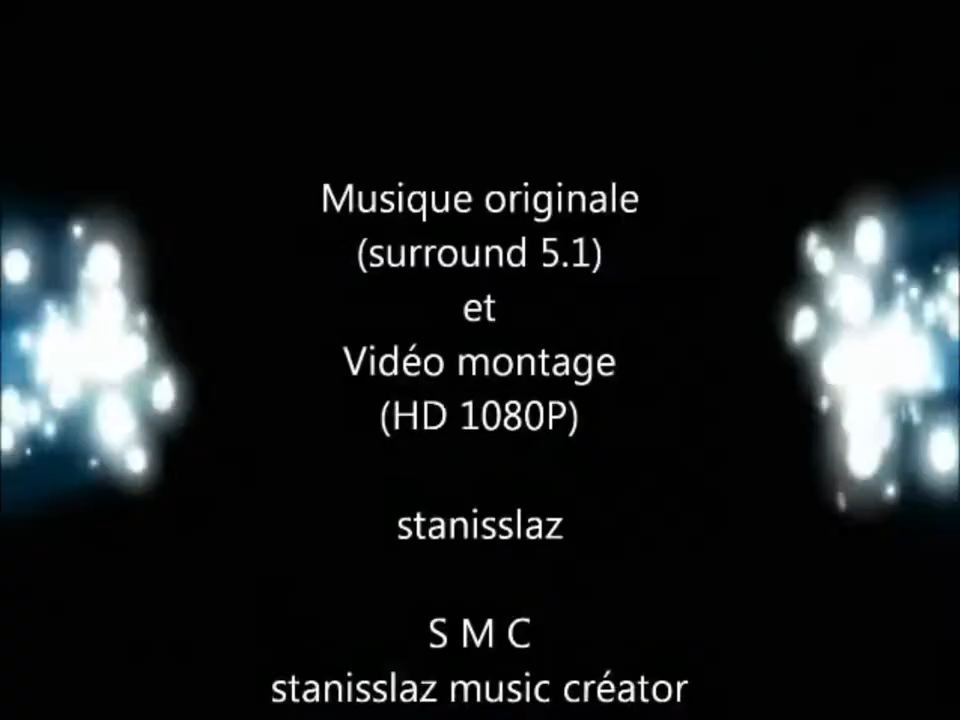 Musique originale
(surround 5.1)
et
Vidéo montage
(HD 1080P)
stanisslaz
S M C
stanisslaz music créator